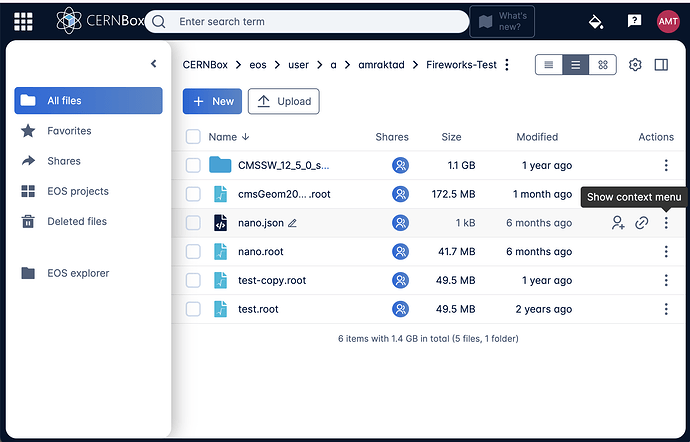 CERNBox
Enter search term
What's new?
AMT
CERNBox > eos > user > a > amraktad > Fireworks-Test
All files
Favorites
Shares
EOS projects
Deleted files
EOS explorer
+ New
Upload
Name Shares Size Modified Actions
CMSSW_12_5_0_s... 1.1 GB 1 year ago
cmsGeom20... .root 172.5 MB 1 month ago
Show context menu
nano.json 1 kB 6 months ago
nano.root 41.7 MB 6 months ago
test-copy.root 49.5 MB 1 year ago
test.root 49.5 MB 2 years ago
6 items with 1.4 GB in total (5 files, 1 folder)